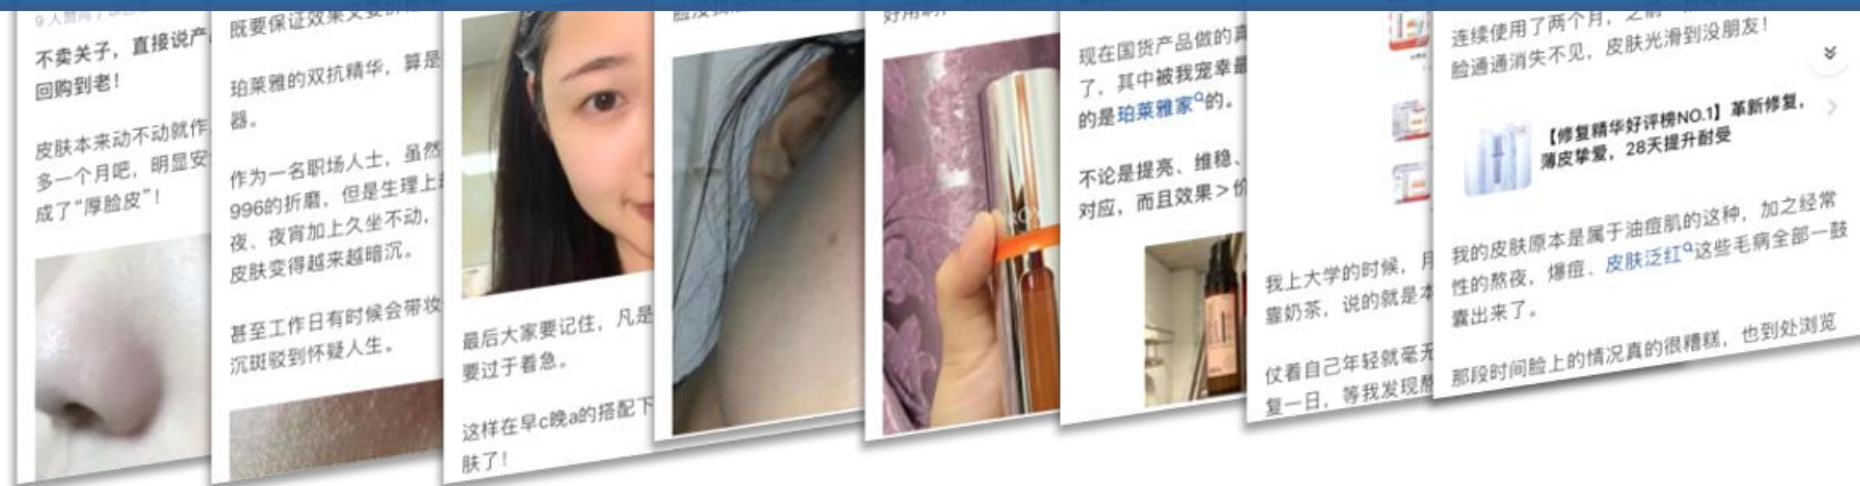 9人赞同了该
不卖关子，直接说产
回购到老！
皮肤本来动不动就作
多一个月吧，明显安
成了“厚脸皮”！
既要保证效果又要
珀莱雅的双抗精华，算是
器。
作为一名职场人士，虽然
996的折磨，但是生理上
夜、夜宵加上久坐不动，
皮肤变得越来越暗沉。
甚至工作日有时候会带妆
沉斑驳到怀疑人生。
最后大家要记住，凡是
要过于着急。
这样在早c晚a的搭配下
肤了！
现在国货产品做的真
了，其中被我宠幸最
的是珀莱雅家的。
不论是提亮、维稳、
对应，而且效果＞价
我上大学的时候，月
靠奶茶，说的就是本
仗着自己年轻就毫无
复一日，等我发现
连续使用了两个月，之前
脸通通消失不见，皮肤光滑到没朋友！
【修复精华好评榜NO.1】革新修复，
薄皮挚爱，28天提升耐受
我的皮肤原本是属于油痘肌的这种，加之经常
性的熬夜，爆痘、皮肤泛红这些毛病全部一鼓
囊出来了。
那段时间脸上的情况真的很糟糕，也到处浏览